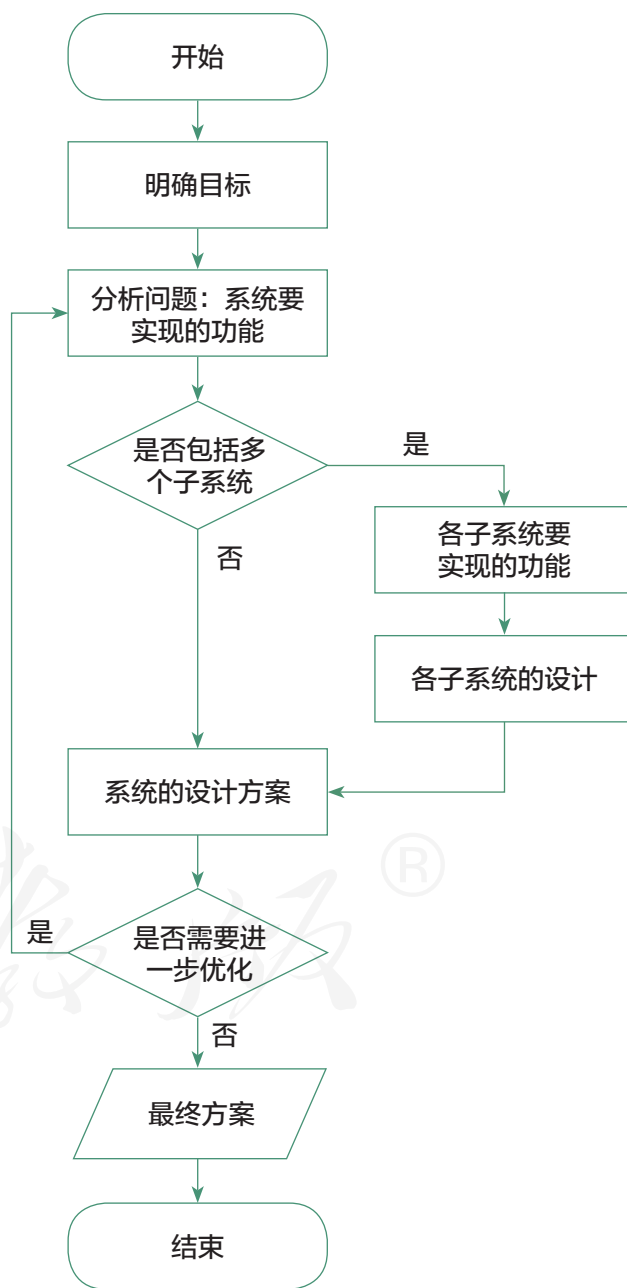 开始
明确目标
分析问题：系统要
实现的功能
是否包括多
个子系统
是
否
各子系统要
实现的功能
各子系统的设计
系统的设计方案
是否需要进
一步优化
是
否
最终方案
结束
教版®